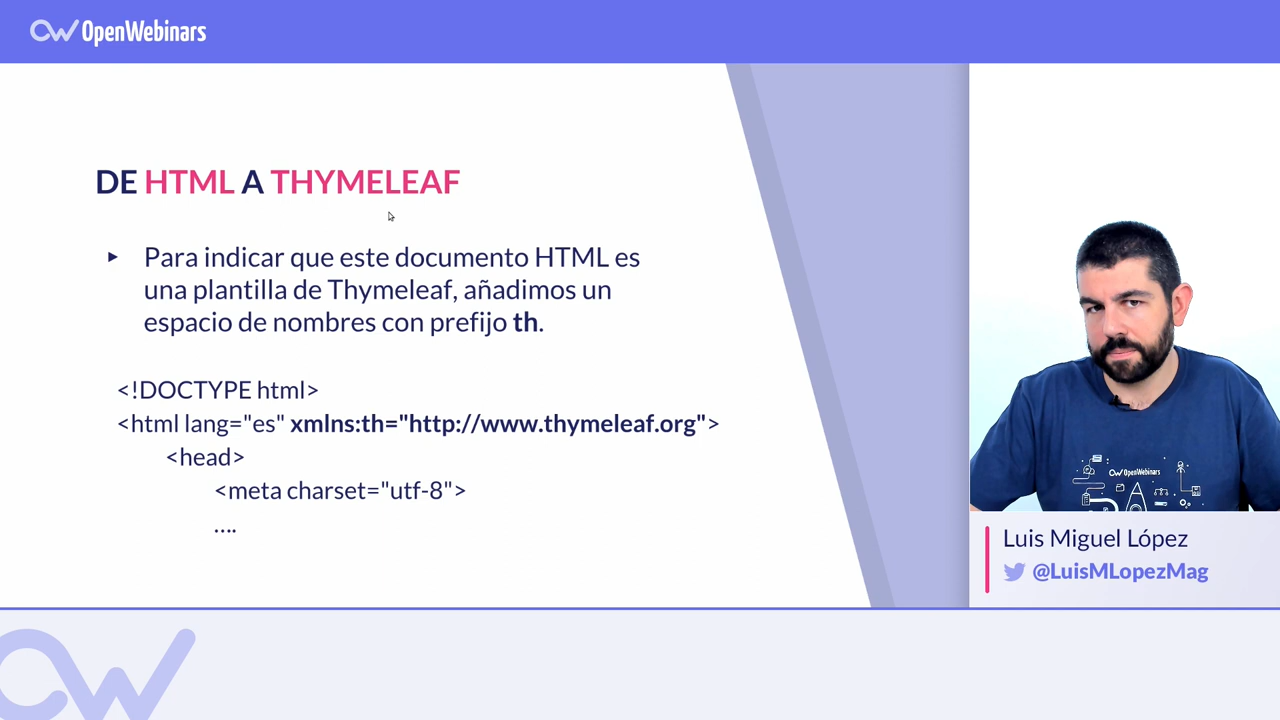 OpenWebinars
DE HTML A THYMELEAF
▸ Para indicar que este documento HTML es
una plantilla de Thymeleaf, añadimos un
espacio de nombres con prefijo th.
<!DOCTYPE html>
<html lang="es" xmlns:th="http://www.thymeleaf.org">
<head>
<meta charset="utf-8">
....
OpenWebinars
Luis Miguel López
@LuisMLopezMag